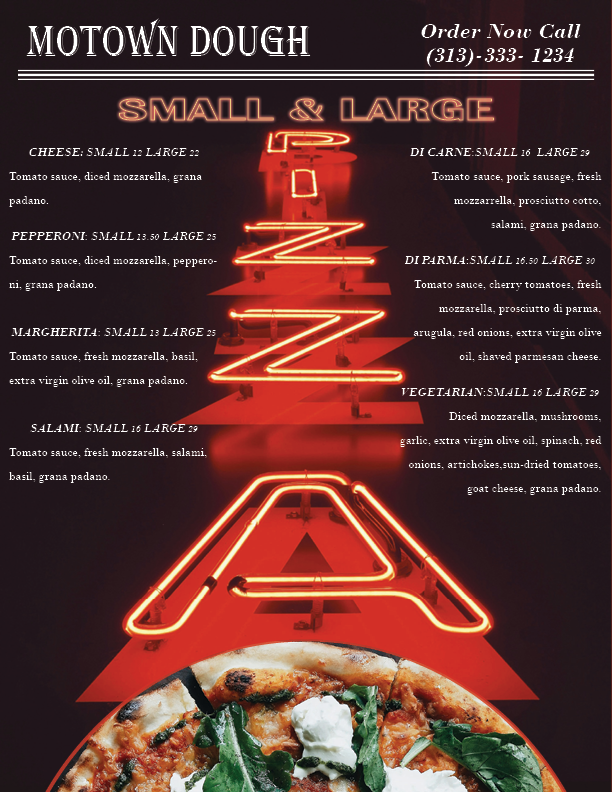 MOTOWN DOUGH
Order Now Call
(313)-333- 1234
SMALL & LARGE
PIZZA
CHEESE: SMALL 12 LARGE 22
Tomato sauce, diced mozzarella, grana
padano.
PEPPERONI: SMALL 13.50 LARGE 25
Tomato sauce, diced mozzarella, peppero-
ni, grana padano.
MARGHERITA: SMALL 13 LARGE 25
Tomato sauce, fresh mozzarella, basil,
extra virgin olive oil, grana padano.
SALAMI: SMALL 16 LARGE 29
Tomato sauce, fresh mozzarella, salami,
basil, grana padano.
DI CARNE:SMALL 16 LARGE 29
Tomato sauce, pork sausage, fresh
mozzarrella, prosciutto cotto,
salami, grana padano.
DI PARMA:SMALL 16.50 LARGE 30
Tomato sauce, cherry tomatoes, fresh
mozzarella, prosciutto di parma,
arugula, red onions, extra virgin olive
oil, shaved parmesan cheese.
VEGETARIAN:SMALL 16 LARGE 29
Diced mozzarella, mushrooms,
garlic, extra virgin olive oil, spinach, red
onions, artichokes,sun-dried tomatoes,
goat cheese, grana padano.